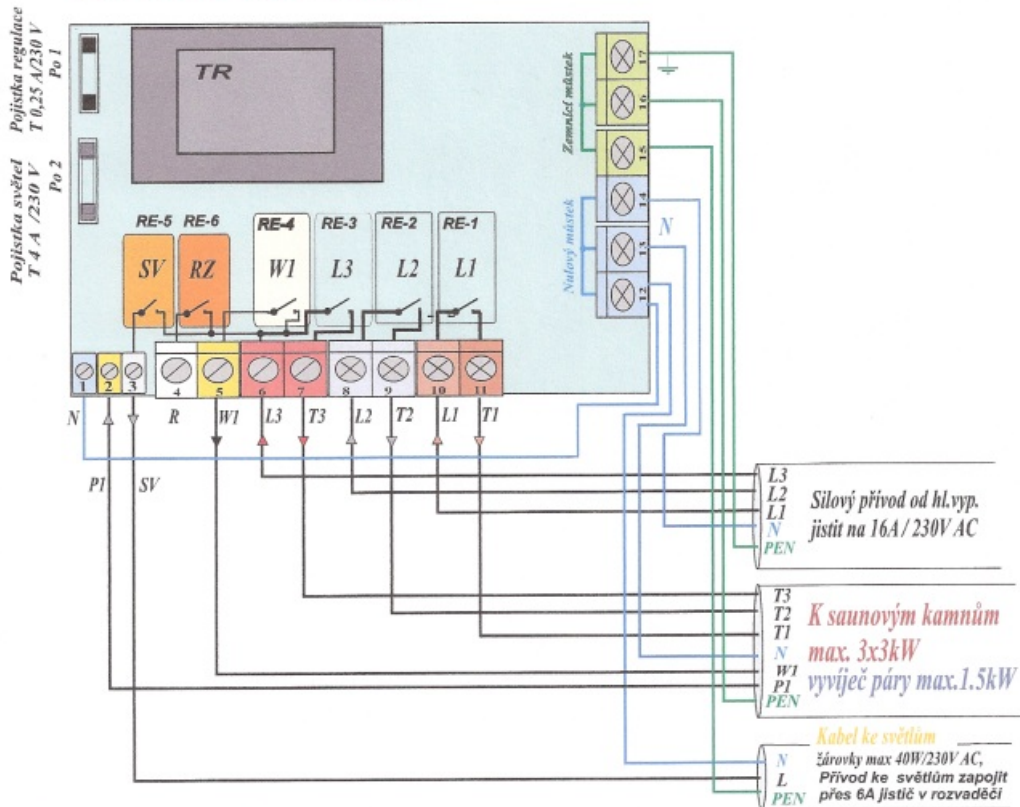 Pojistka regulace
T 0,25 A/230 V
Po 1
Pojistka světel
T 4 A /230 V
Po 2
TR
RE-5
RE-6
RE-4
RE-3
RE-2
RE-1
SV
RZ
W1
L3
L2
L1
Zemnící můstek
Nulový můstek
17
16
15
14
13
12
N
1
2
3
4
5
6
7
8
9
10
11
N
R
W1
L3
T3
L2
T2
L1
T1
P1
SV
L3
L2
L1
N
PEN
Silový přívod od hl.vyp.
jistit na 16A / 230V AC
T3
T2
T1
N
W1
P1
PEN
K saunovým kamnům
max. 3x3kW
vyvíječ páry max.1.5kW
Kabel ke světlům
N
L
PEN
žárovky max 40W/230V AC,
Přívod ke světlům zapojit
přes 6A jistič v rozvaděči